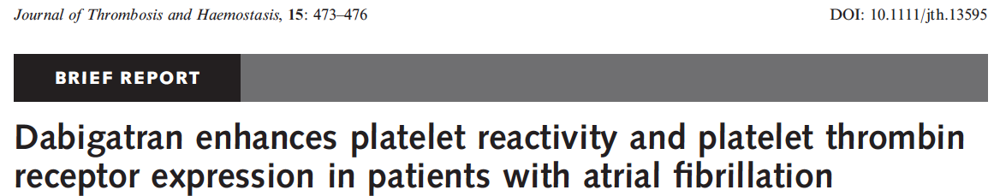 Journal of Thrombosis and Haemostasis, 15: 473–476
DOI: 10.1111/jth.13595
BRIEF REPORT
Dabigatran enhances platelet reactivity and platelet thrombin
receptor expression in patients with atrial fibrillation